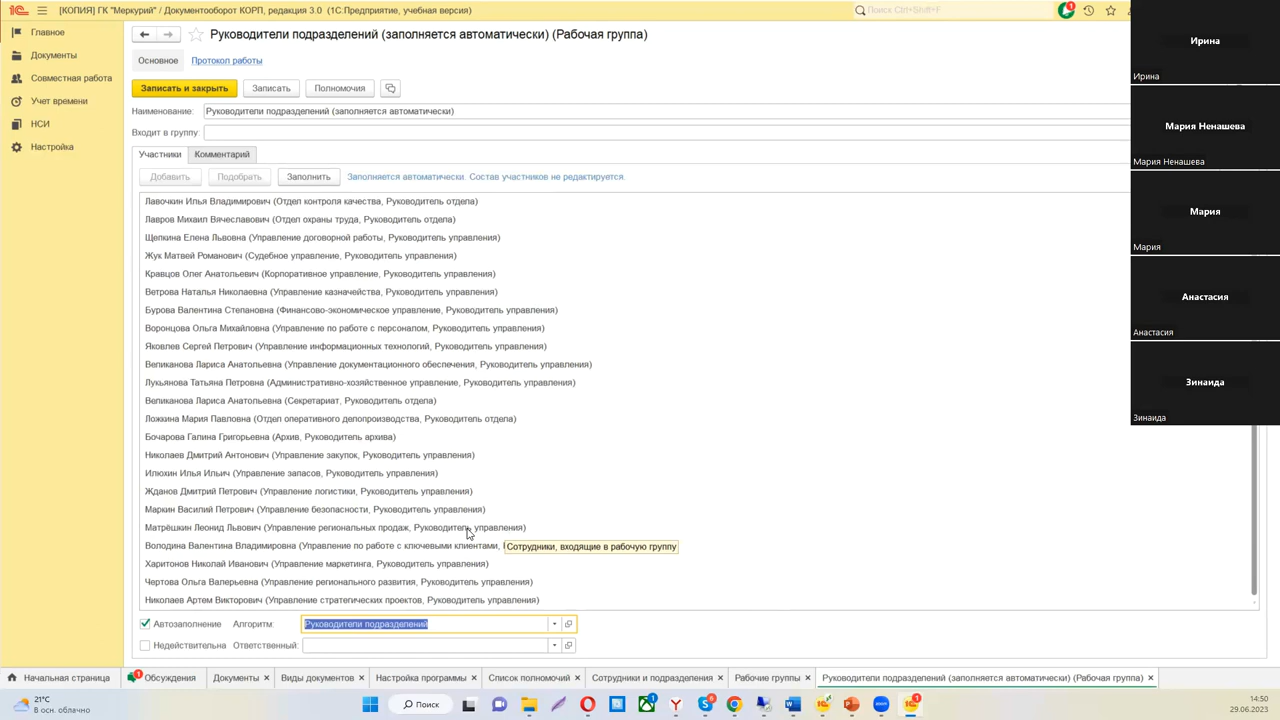 [КОПИЯ] ГК "Меркурий" / Документооборот КОРП, редакция 3.0 (1С:Предприятие, учебная версия)
Поиск Ctrl+Shift+F
Главное
Документы
Совместная работа
Учет времени
НСИ
Настройка
Руководители подразделений (заполняется автоматически) (Рабочая группа)
Основное
Протокол работы
Записать и закрыть
Записать
Полномочия
Наименование:
Руководители подразделений (заполняется автоматически)
Входит в группу:
Участники
Комментарий
Добавить
Подобрать
Заполнить
Заполняется автоматически. Состав участников не редактируется.
Лавочкин Илья Владимирович (Отдел контроля качества, Руководитель отдела)
Лавров Михаил Вячеславович (Отдел охраны труда, Руководитель отдела)
Щепкина Елена Львовна (Управление договорной работы, Руководитель управления)
Жук Матвей Романович (Судебное управление, Руководитель управления)
Кравцов Олег Анатольевич (Корпоративное управление, Руководитель управления)
Ветрова Наталья Николаевна (Управление казначейства, Руководитель управления)
Бурова Валентина Степановна (Финансово-экономическое управление, Руководитель управления)
Воронцова Ольга Михайловна (Управление по работе с персоналом, Руководитель управления)
Яковлев Сергей Петрович (Управление информационных технологий, Руководитель управления)
Великанова Лариса Анатольевна (Управление документационного обеспечения, Руководитель управления)
Лукьянова Татьяна Петровна (Административно-хозяйственное управление, Руководитель управления)
Великанова Лариса Анатольевна (Секретариат, Руководитель отдела)
Ложкина Мария Павловна (Отдел оперативного делопроизводства, Руководитель отдела)
Бочарова Галина Григорьевна (Архив, Руководитель архива)
Николаев Дмитрий Антонович (Управление закупок, Руководитель управления)
Илюхин Илья Ильич (Управление запасов, Руководитель управления)
Жданов Дмитрий Петрович (Управление логистики, Руководитель управления)
Маркин Василий Петрович (Управление безопасности, Руководитель управления)
Матрёшкин Леонид Львович (Управление региональных продаж, Руководитель управления)
Володина Валентина Владимировна (Управление по работе с ключевыми клиентами,
Сотрудники, входящие в рабочую группу
Харитонов Николай Иванович (Управление маркетинга, Руководитель управления)
Чертова Ольга Валерьевна (Управление регионального развития, Руководитель управления)
Николаев Артем Викторович (Управление стратегических проектов, Руководитель управления)
Автозаполнение
Алгоритм:
Руководители подразделений
Недействительна
Ответственный:
Ирина
Ирина
Мария Ненашева
Мария Ненашева
Мария
Мария
Анастасия
Анастасия
Зинаида
Зинаида
Начальная страница
1
Обсуждения
Документы
Виды документов
Настройка программы
Список полномочий
Сотрудники и подразделения
Рабочие группы
Руководители подразделений (заполняется автоматически) (Рабочая группа)
21°C
В осн. облачно
Поиск
14:50
29.06.2023